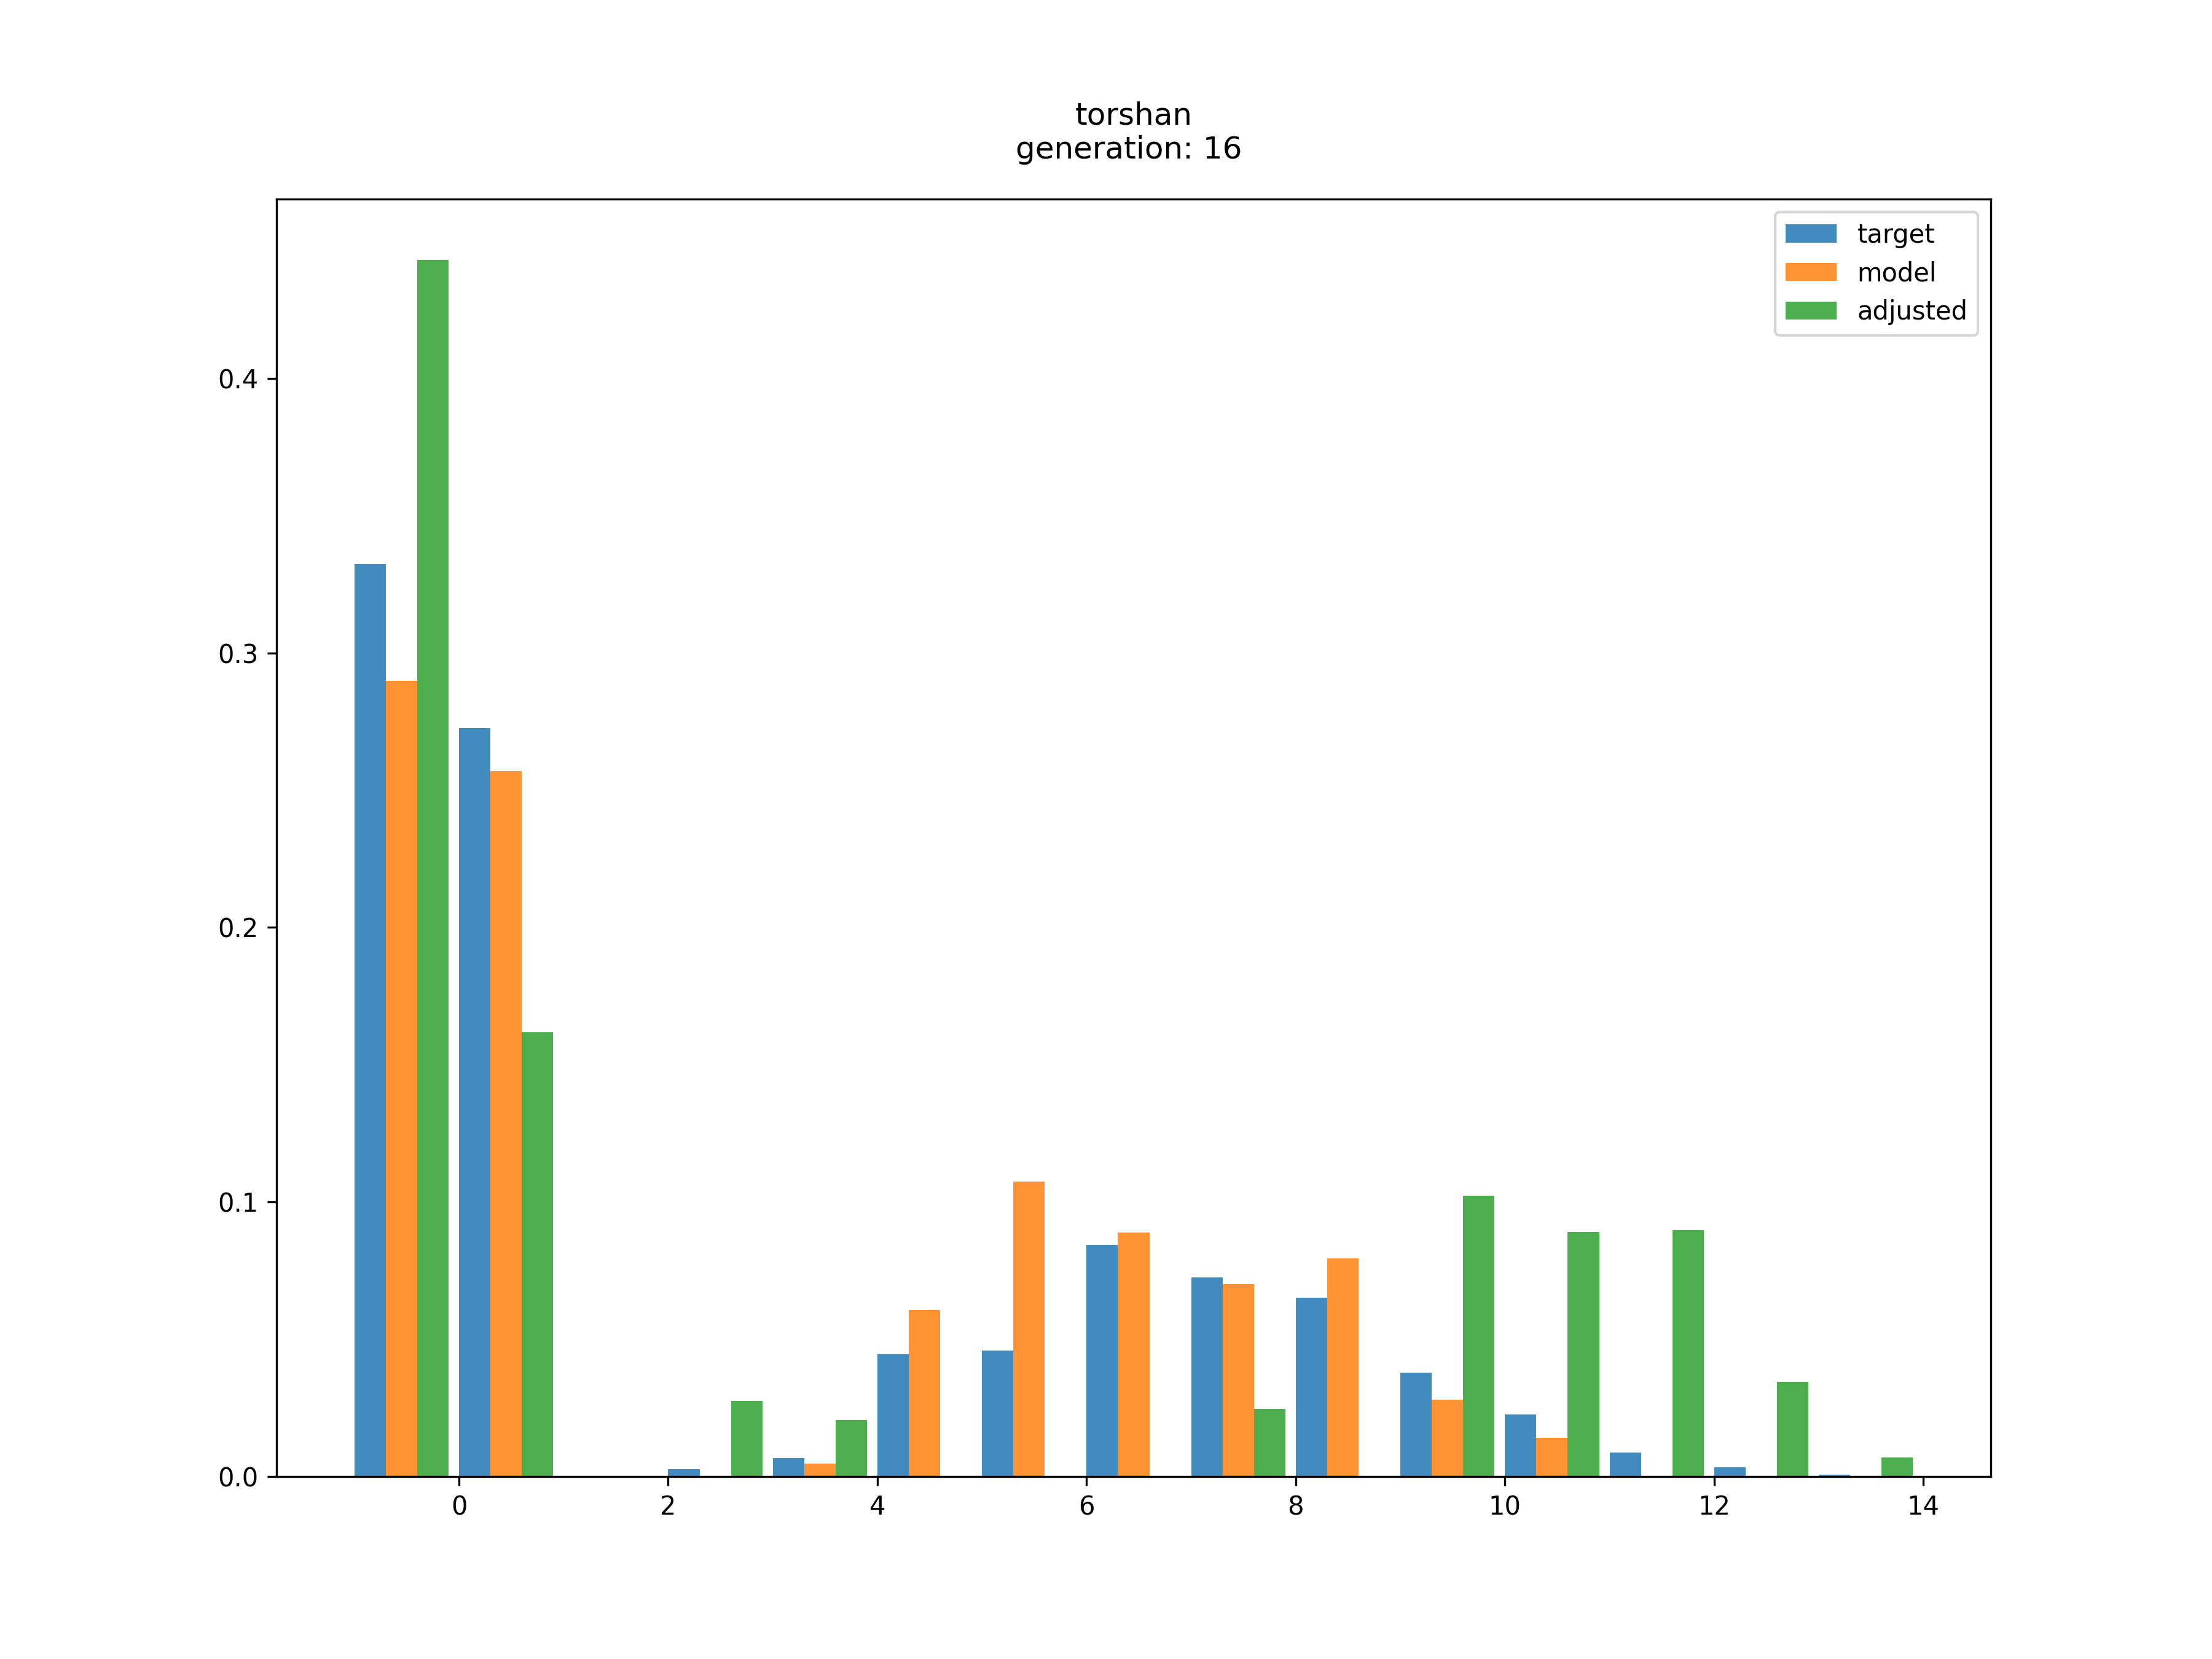 torshan
generation: 16
target
model
adjusted
0.4
0.3
0.2
0.1
0.0
0 2 4 6 8 10 12 14